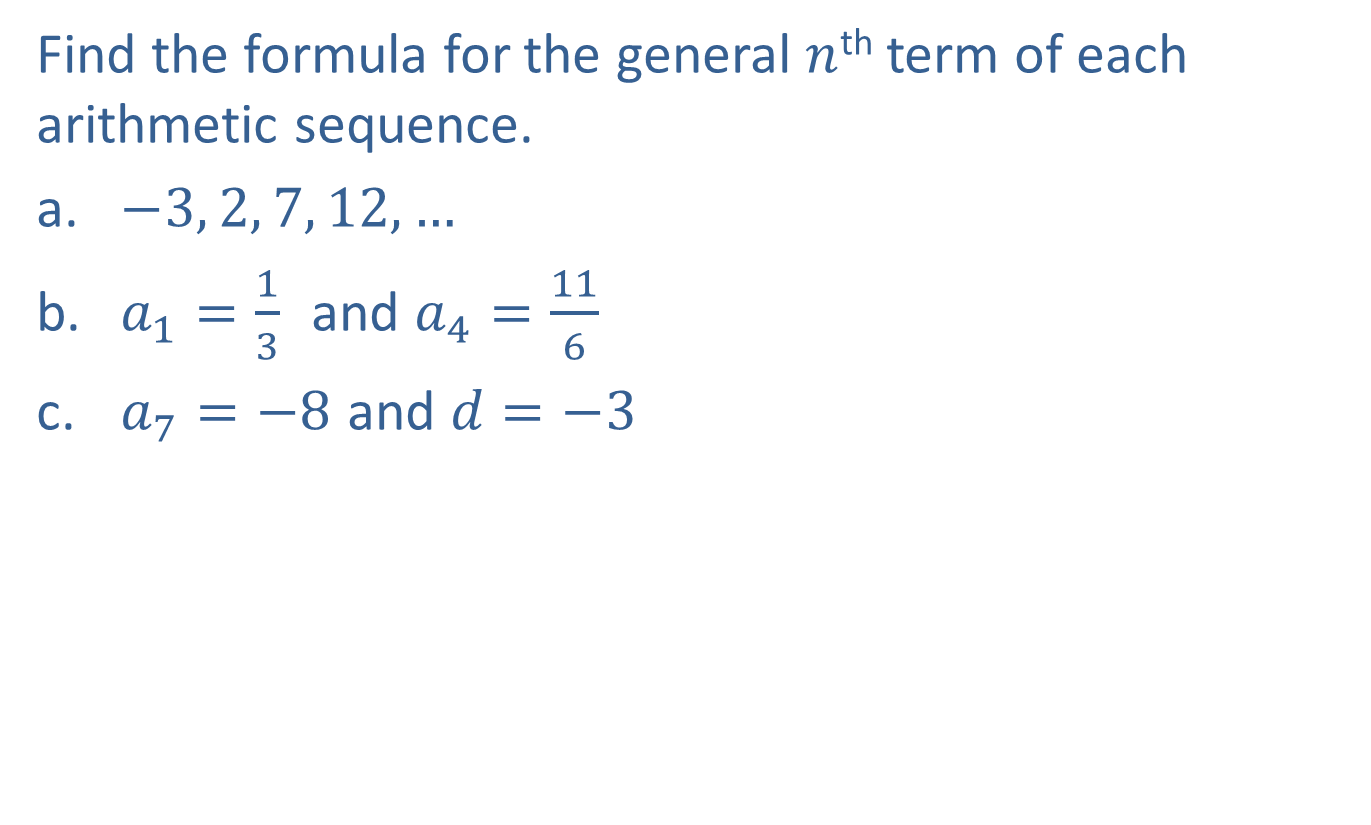 Find the formula for the general 𝑛ᵗʰ term of each
arithmetic sequence.
a. −3, 2, 7, 12, …
b. 𝑎₁ = 1/3 and 𝑎₄ = 11/6
c. 𝑎₇ = −8 and 𝑑 = −3